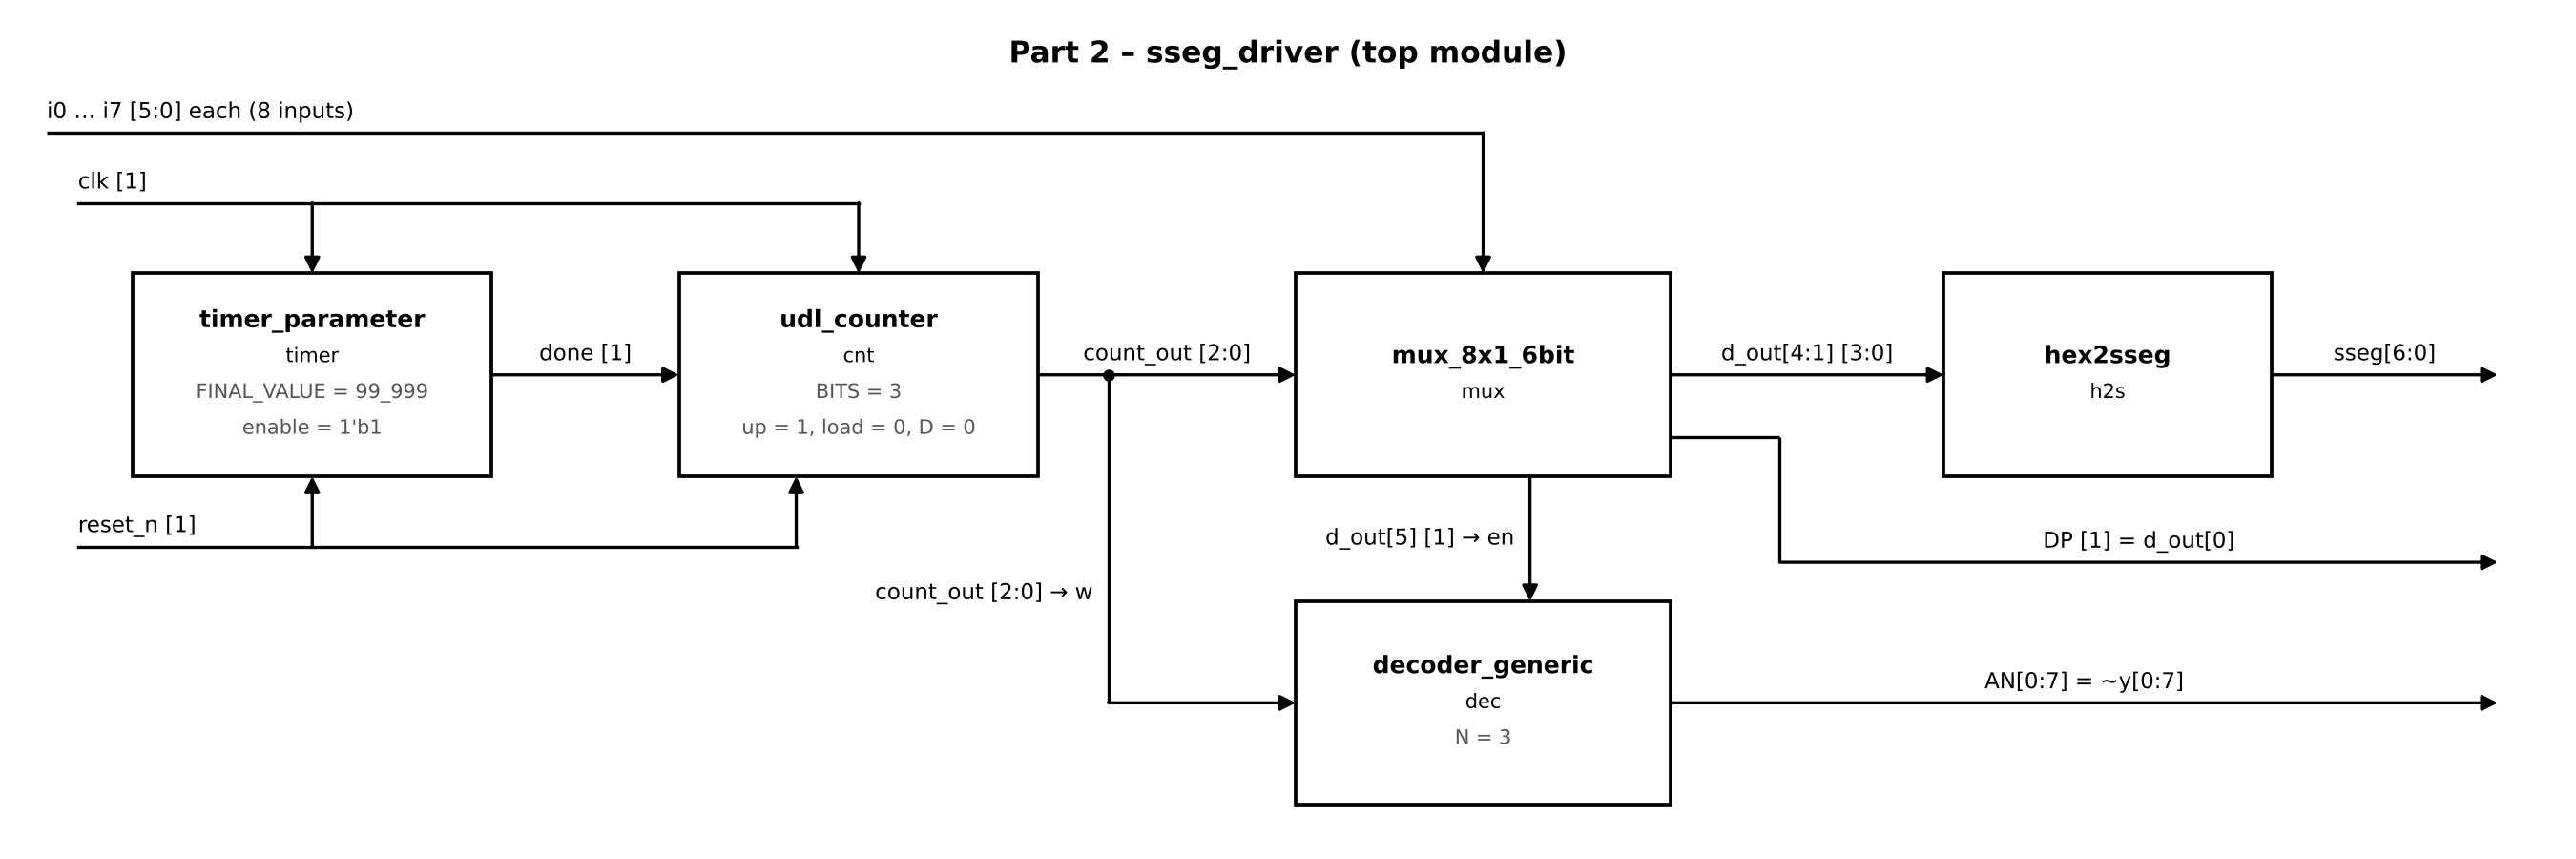 Part 2 – sseg_driver (top module)
i0 ... i7 [5:0] each (8 inputs)
clk [1]
timer_parameter
timer
FINAL_VALUE = 99_999
enable = 1'b1
done [1]
udl_counter
cnt
BITS = 3
up = 1, load = 0, D = 0
count_out [2:0]
mux_8x1_6bit
mux
d_out[4:1] [3:0]
hex2sseg
h2s
sseg[6:0]
reset_n [1]
d_out[5] [1] → en
DP [1] = d_out[0]
count_out [2:0] → w
decoder_generic
dec
N = 3
AN[0:7] = ~y[0:7]